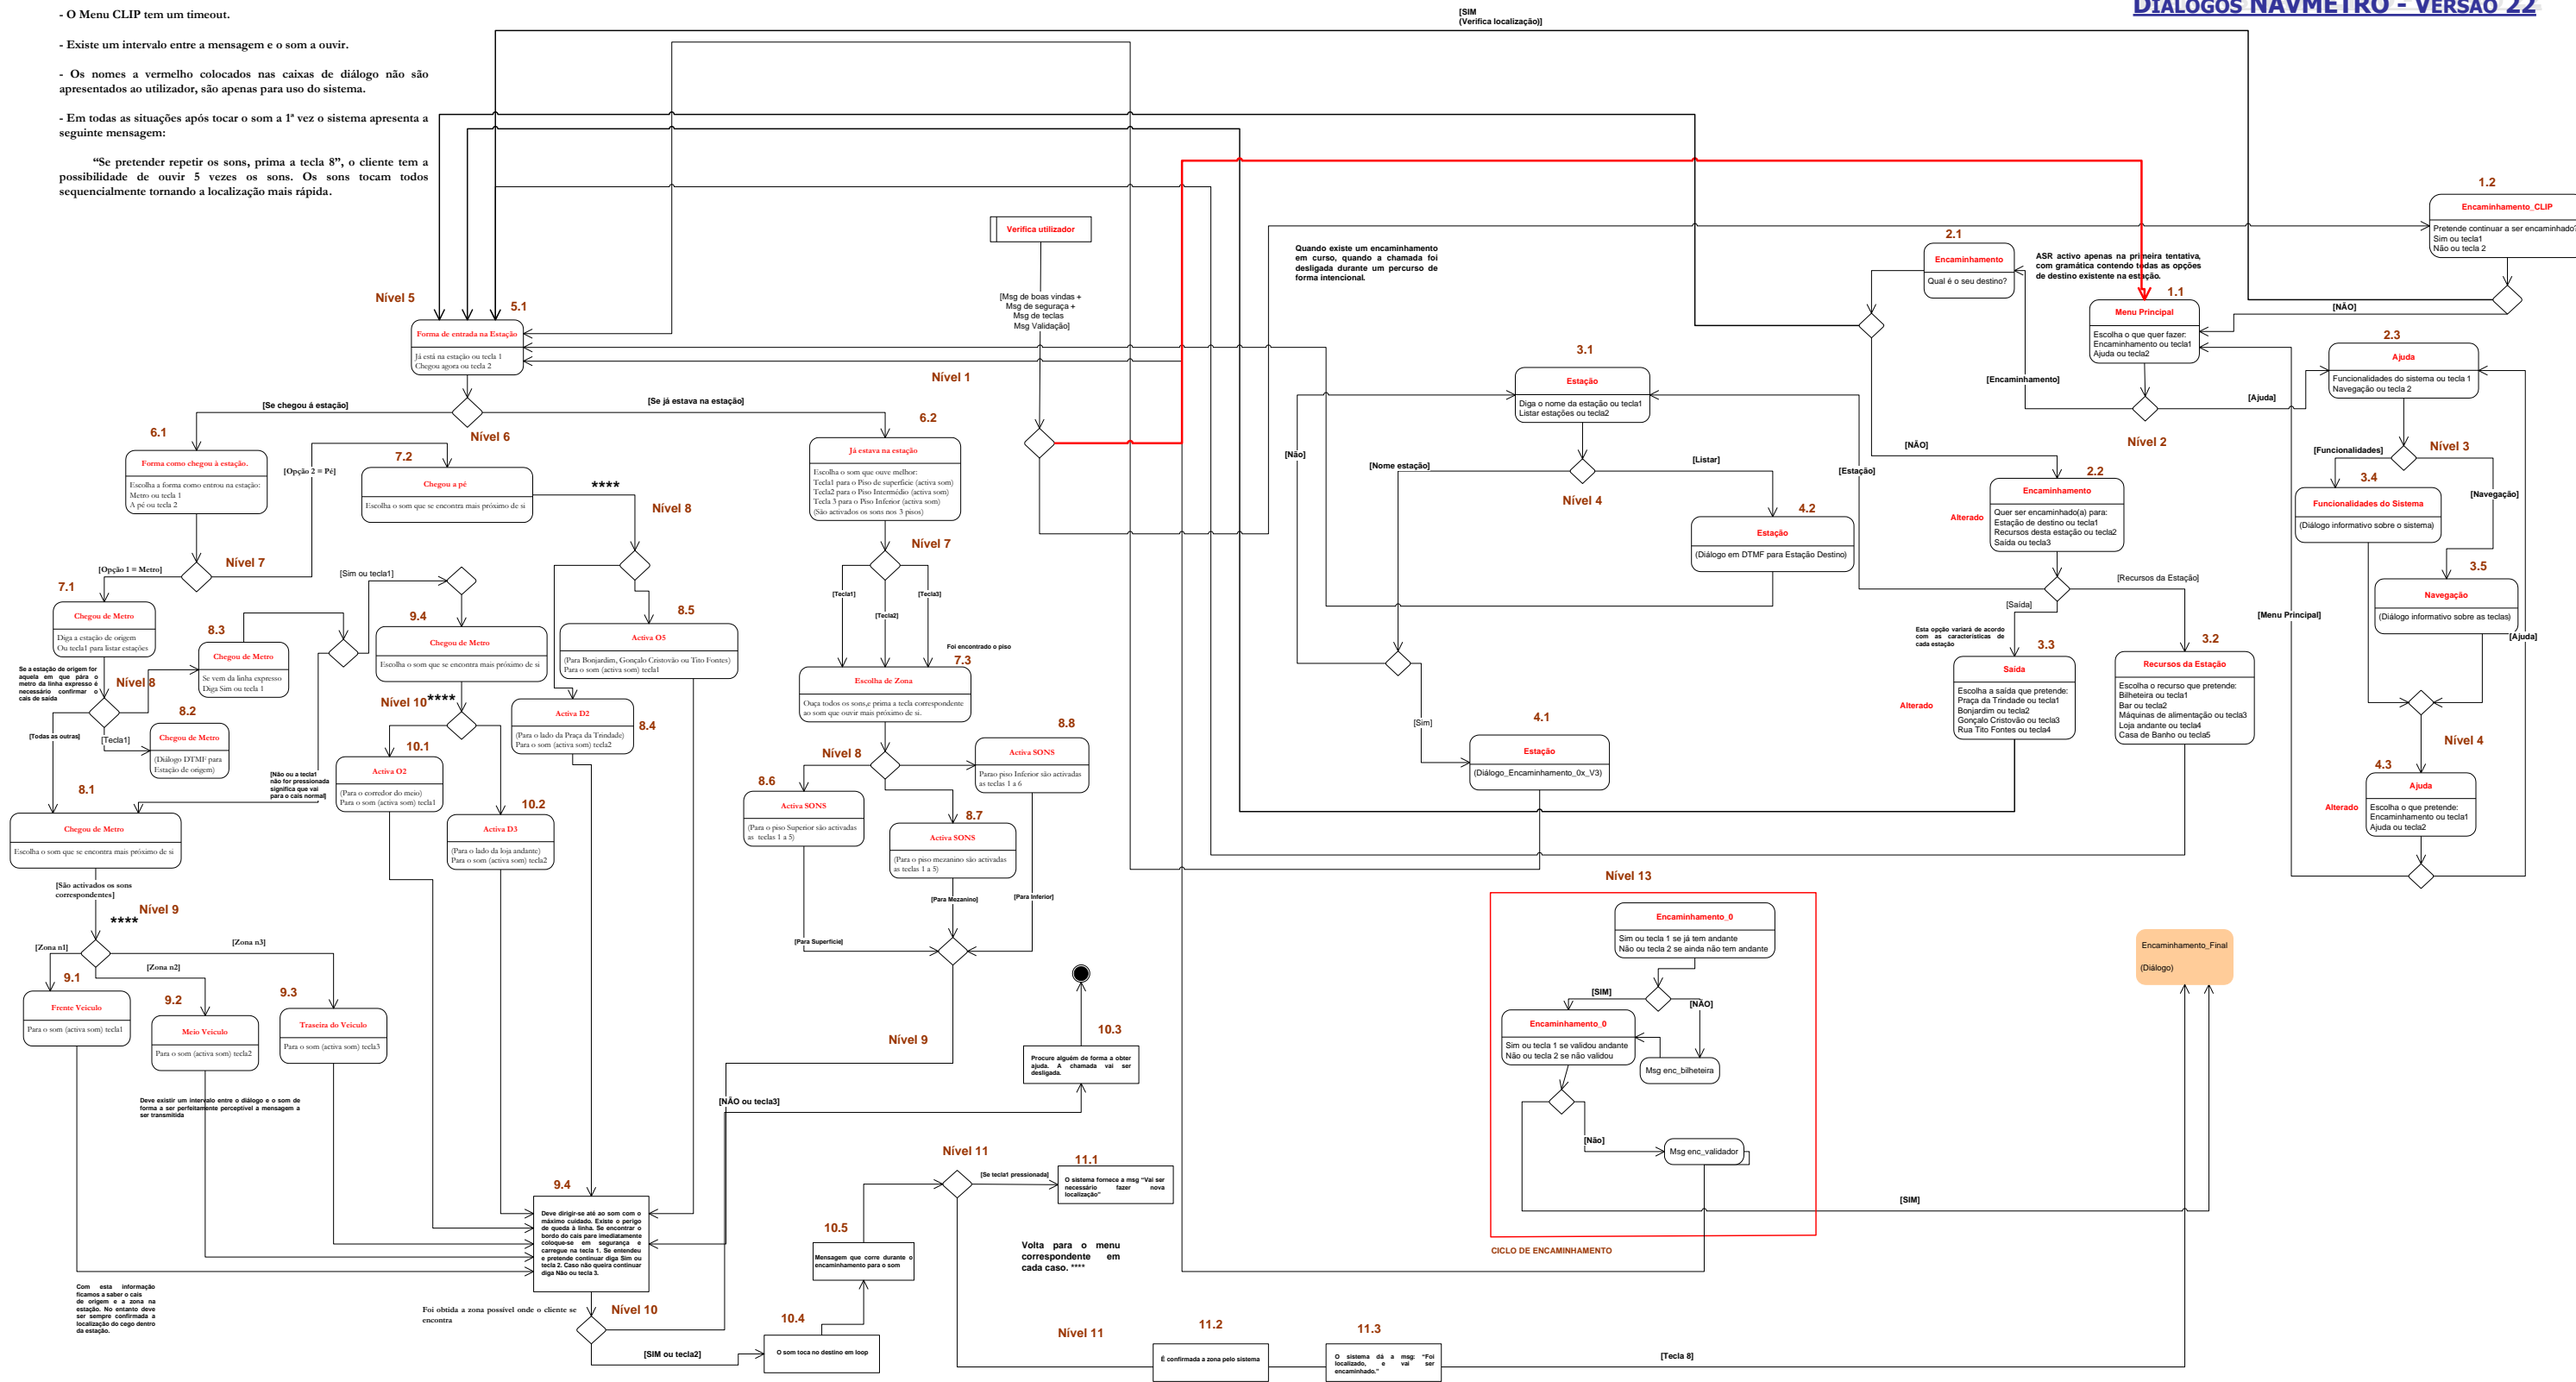 DIÁLOGOS NAVMETRO - VERSÃO 22
- O Menu CLIP tem um timeout.
- Existe um intervalo entre a mensagem e o som a ouvir.
- Os nomes a vermelho colocados nas caixas de diálogo não são
apresentados ao utilizador, são apenas para uso do sistema.
- Em todas as situações após tocar o som a 1ª vez o sistema apresenta a
seguinte mensagem:
“Se pretender repetir os sons, prima a tecla 8”, o cliente tem a
possibilidade de ouvir 5 vezes os sons. Os sons tocam todos
sequencialmente tornando a localização mais rápida.
[SIM
(Verifica localização)]
1.2
Encaminhamento_CLIP
Pretende continuar a ser encaminhado?
Sim ou tecla1
Não ou tecla 2
[NÃO]
Verifica utilizador
[Msg de boas vindas +
Msg de seguraça +
Msg de teclas
Msg Validação]
Nível 1
Quando existe um encaminhamento
em curso, quando a chamada foi
desligada durante um percurso de
forma intencional.
2.1
Encaminhamento
Qual é o seu destino?
ASR activo apenas na primeira tentativa,
com gramática contendo todas as opções
de destino existente na estação.
1.1
Menu Principal
Escolha o que quer fazer:
Encaminhamento ou tecla1
Ajuda ou tecla2
[Encaminhamento]
[Ajuda]
Nível 2
2.3
Ajuda
Funcionalidades do sistema ou tecla 1
Navegação ou tecla 2
Nível 3
[Funcionalidades]
[Navegação]
3.4
Funcionalidades do Sistema
(Diálogo informativo sobre o sistema)
3.5
Navegação
(Diálogo informativo sobre as teclas)
[Menu Principal]
[Ajuda]
Nível 4
4.3
Alterado
Ajuda
Escolha o que pretende:
Encaminhamento ou tecla1
Ajuda ou tecla2
[NÃO]
2.2
Alterado
Encaminhamento
Quer ser encaminhado(a) para:
Estação de destino ou tecla1
Recursos desta estação ou tecla2
Saída ou tecla3
[Estação]
[Saída]
[Recursos da Estação]
Esta opção variará de acordo
com as características de
cada estação
3.3
Alterado
Saída
Escolha a saída que pretende:
Praça da Trindade ou tecla1
Bonjardim ou tecla2
Gonçalo Cristovão ou tecla3
Rua Tito Fontes ou tecla4
3.2
Recursos da Estação
Escolha o recurso que pretende:
Bilheteira ou tecla1
Bar ou tecla2
Máquinas de alimentação ou tecla3
Loja andante ou tecla4
Casa de Banho ou tecla5
3.1
Estação
Diga o nome da estação ou tecla1
Listar estações ou tecla2
[Não]
[Nome estação]
[Listar]
Nível 4
4.2
Estação
(Diálogo em DTMF para Estação Destino)
[Sim]
4.1
Estação
(Diálogo_Encaminhamento_0x_V3)
Nível 5
5.1
Forma de entrada na Estação
Já está na estação ou tecla 1
Chegou agora ou tecla 2
[Se chegou á estação]
[Se já estava na estação]
Nível 6
6.1
Forma como chegou à estação.
Escolha a forma como entrou na estação:
Metro ou tecla 1
A pé ou tecla 2
[Opção 2 = Pé]
[Opção 1 = Metro]
Nível 7
7.2
Chegou a pé
Escolha o som que se encontra mais próximo de si
****
Nível 8
6.2
Já estava na estação
Escolha o som que ouve melhor:
Tecla1 para o Piso de superfície (activa som)
Tecla2 para o Piso Intermédio (activa som)
Tecla 3 para o Piso Inferior (activa som)
(São activados os sons nos 3 pisos)
Nível 7
[Tecla1]
[Tecla2]
[Tecla3]
Foi encontrado o piso
7.3
Escolha de Zona
Ouça todos os sons,e prima a tecla correspondente
ao som que ouvir mais próximo de si.
Nível 8
8.6
Activa SONS
(Para o piso Superior são activadas
as teclas 1 a 5)
8.7
Activa SONS
(Para o piso mezanino são activadas
as teclas 1 a 5)
8.8
Activa SONS
Parao piso Inferior são activadas
as teclas 1 a 6
[Para Superfície]
[Para Mezanino]
[Para Inferior]
Nível 9
7.1
Chegou de Metro
Diga a estação de origem
Ou tecla1 para listar estações
Se a estação de origem for
aquela em que pára o
metro da linha expresso é
necessário confirmar o
cais de saída
Nível 8
8.3
Chegou de Metro
Se vem da linha expresso
Diga Sim ou tecla 1
[Sim ou tecla1]
8.2
Chegou de Metro
(Diálogo DTMF para
Estação de origem)
[Todas as outras]
[Tecla1]
[Não ou a tecla1
não for pressionada
significa que vai
para o cais normal]
8.1
Chegou de Metro
Escolha o som que se encontra mais próximo de si
[São activados os sons
correspondentes]
****
Nível 9
[Zona n1]
[Zona n2]
[Zona n3]
9.1
Frente Veículo
Para o som (activa som) tecla1
9.2
Meio Veículo
Para o som (activa som) tecla2
9.3
Traseira do Veículo
Para o som (activa som) tecla3
Deve existir um intervalo entre o diálogo e o som de
forma a ser perfeitamente perceptível a mensagem a
ser transmitida
9.4
Chegou de Metro
Escolha o som que se encontra mais próximo de si
Nível 10
****
10.1
Activa O2
(Para o corredor do meio)
Para o som (activa som) tecla1
10.2
Activa D3
(Para o lado da loja andante)
Para o som (activa som) tecla2
8.5
Activa O5
(Para Bonjardim, Gonçalo Cristovão ou Tito Fontes)
Para o som (activa som) tecla1
8.4
Activa D2
(Para o lado da Praça da Trindade)
Para o som (activa som) tecla2
9.4
Deve dirigir-se até ao som com o
máximo cuidado. Existe o perigo
de queda à linha. Se encontrar o
bordo do cais pare imediatamente
coloque-se em segurança e
carregue na tecla 1. Se entendeu
e pretende continuar diga Sim ou
tecla 2. Caso não queira continuar
diga Não ou tecla 3.
Com esta informação
ficamos a saber o cais
de origem e a zona na
estação. No entanto deve
ser sempre confirmada a
localização do cego dentro
da estação.
Foi obtida a zona possível onde o cliente se
encontra
Nível 10
[NÃO ou tecla3]
[SIM ou tecla2]
10.3
Procure alguém de forma a obter
ajuda. A chamada vai ser
desligada.
10.4
O som toca no destino em loop
10.5
Mensagem que corre durante o
encaminhamento para o som
Nível 11
[Se tecla1 pressionada]
11.1
O sistema fornece a msg “Vai ser
necessário fazer nova
localização”
Volta para o menu
correspondente em
cada caso. ****
Nível 11
11.2
É confirmada a zona pelo sistema
11.3
O sistema dá a msg: “Foi
localizado, e vai ser
encaminhado.”
[Tecla 8]
Nível 13
Encaminhamento_0
Sim ou tecla 1 se já tem andante
Não ou tecla 2 se ainda não tem andante
[SIM]
[NÃO]
Encaminhamento_0
Sim ou tecla 1 se validou andante
Não ou tecla 2 se não validou
Msg enc_bilheteira
[Não]
Msg enc_validador
[SIM]
CICLO DE ENCAMINHAMENTO
Encaminhamento_Final
(Diálogo)